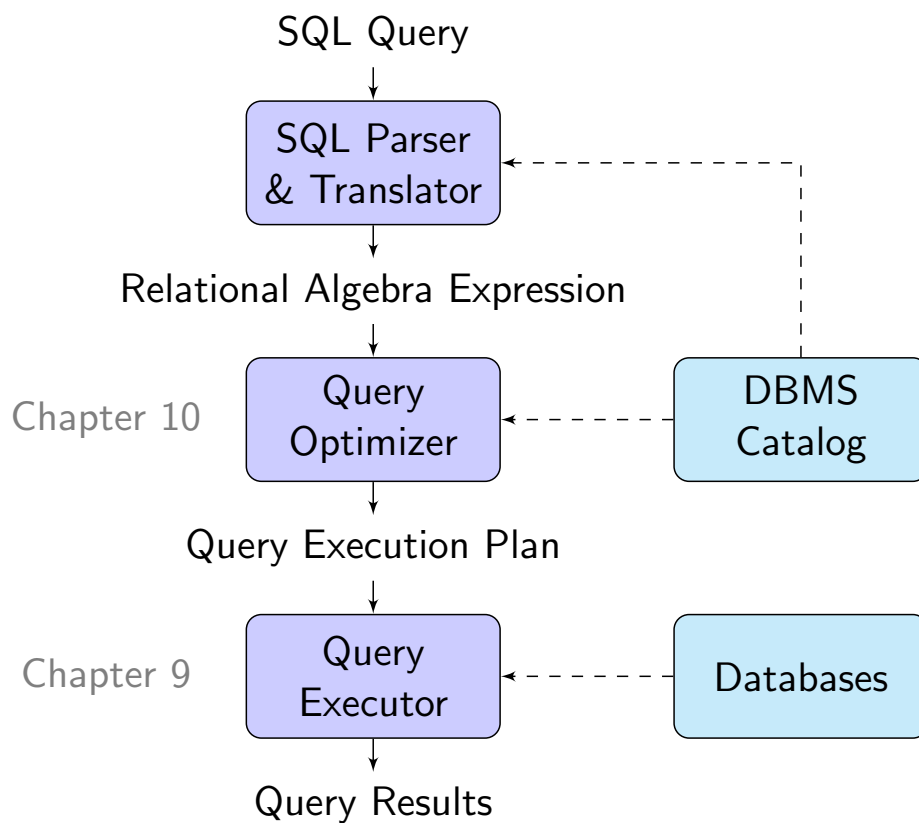 SQL Query
SQL Parser
& Translator
Relational Algebra Expression
Chapter 10
Query
Optimizer
DBMS
Catalog
Query Execution Plan
Chapter 9
Query
Executor
Databases
Query Results